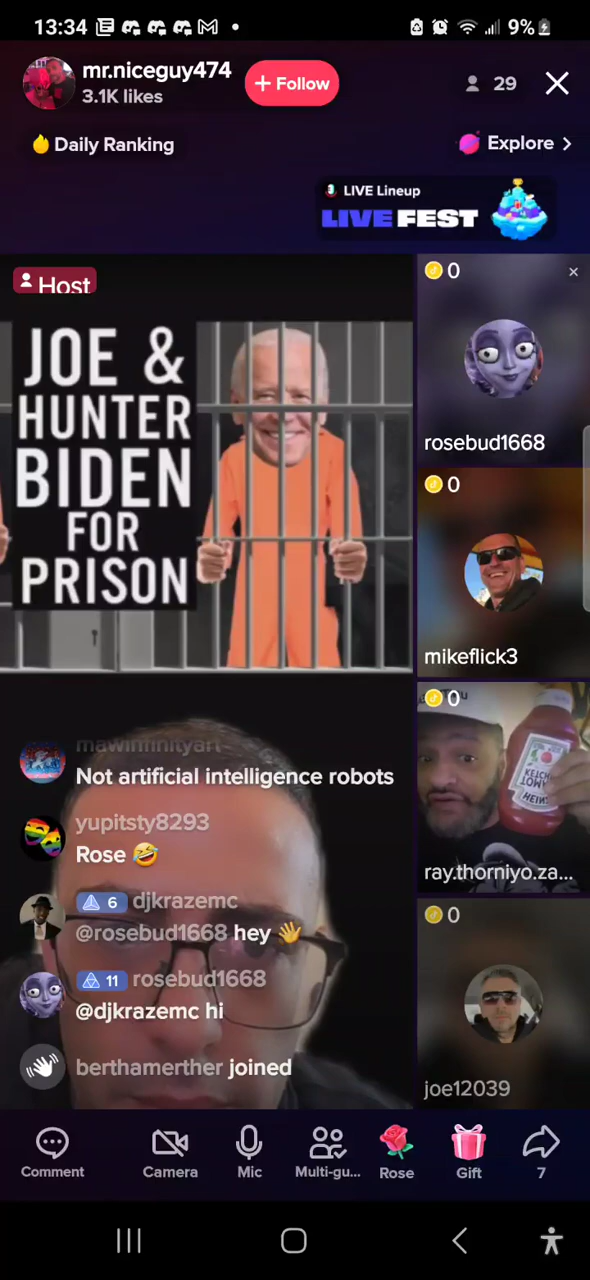 13:34
9%
mr.niceguy474
3.1K likes
+ Follow
29
Daily Ranking
Explore >
LIVE Lineup
LIVE FEST
Host
JOE &
HUNTER
BIDEN
FOR
PRISON
0
rosebud1668
0
mikeflick3
0
HEINZ
ray.thorniyo.za...
0
joe12039
mawinfinityart
Not artificial intelligence robots
yupitsty8293
Rose 🤣
6 djkrazemc
@rosebud1668 hey 👋
11 rosebud1668
@djkrazemc hi
berthamerther joined
Comment
Camera
Mic
Multi-gu...
Rose
Gift
7